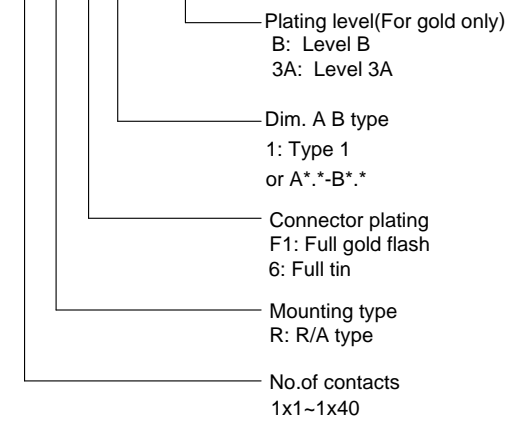 Plating level(For gold only)
B: Level B
3A: Level 3A
Dim. A B type
1: Type 1
or A*.*-B*.*
Connector plating
F1: Full gold flash
6: Full tin
Mounting type
R: R/A type
No.of contacts
1x1~1x40